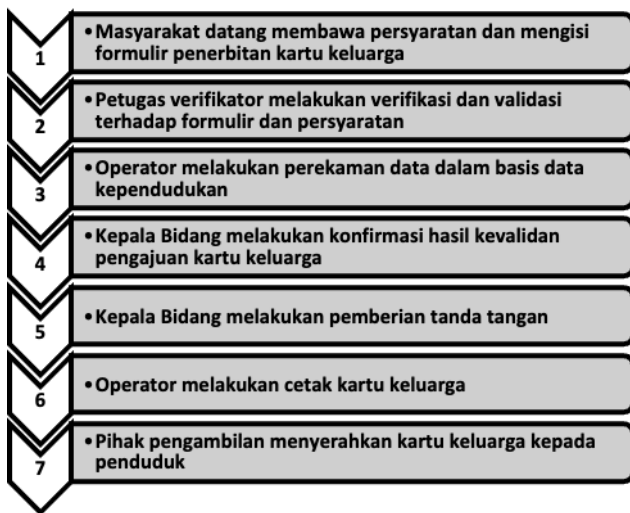 1
•Masyarakat datang membawa persyaratan dan mengisi
formulir penerbitan kartu keluarga
2
•Petugas verifikator melakukan verifikasi dan validasi
terhadap formulir dan persyaratan
3
•Operator melakukan perekaman data dalam basis data
kependudukan
4
•Kepala Bidang melakukan konfirmasi hasil kevalidan
pengajuan kartu keluarga
5
•Kepala Bidang melakukan pemberian tanda tangan
6
•Operator melakukan cetak kartu keluarga
7
•Pihak pengambilan menyerahkan kartu keluarga kepada
penduduk